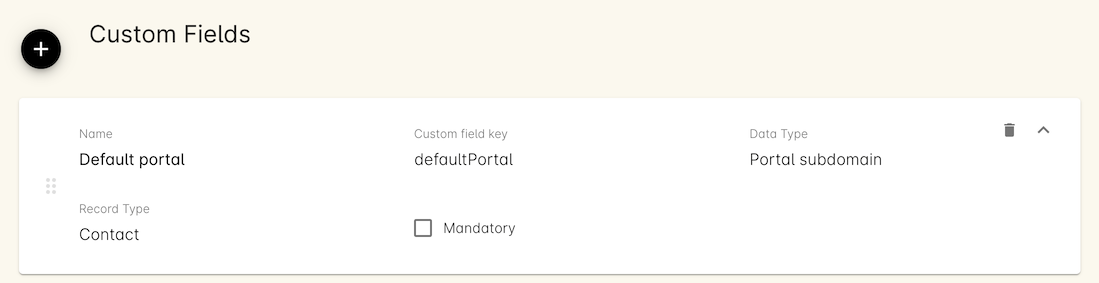 Custom Fields
Name
Custom field key
Data Type
Default portal
defaultPortal
Portal subdomain
Record Type
Contact
Mandatory